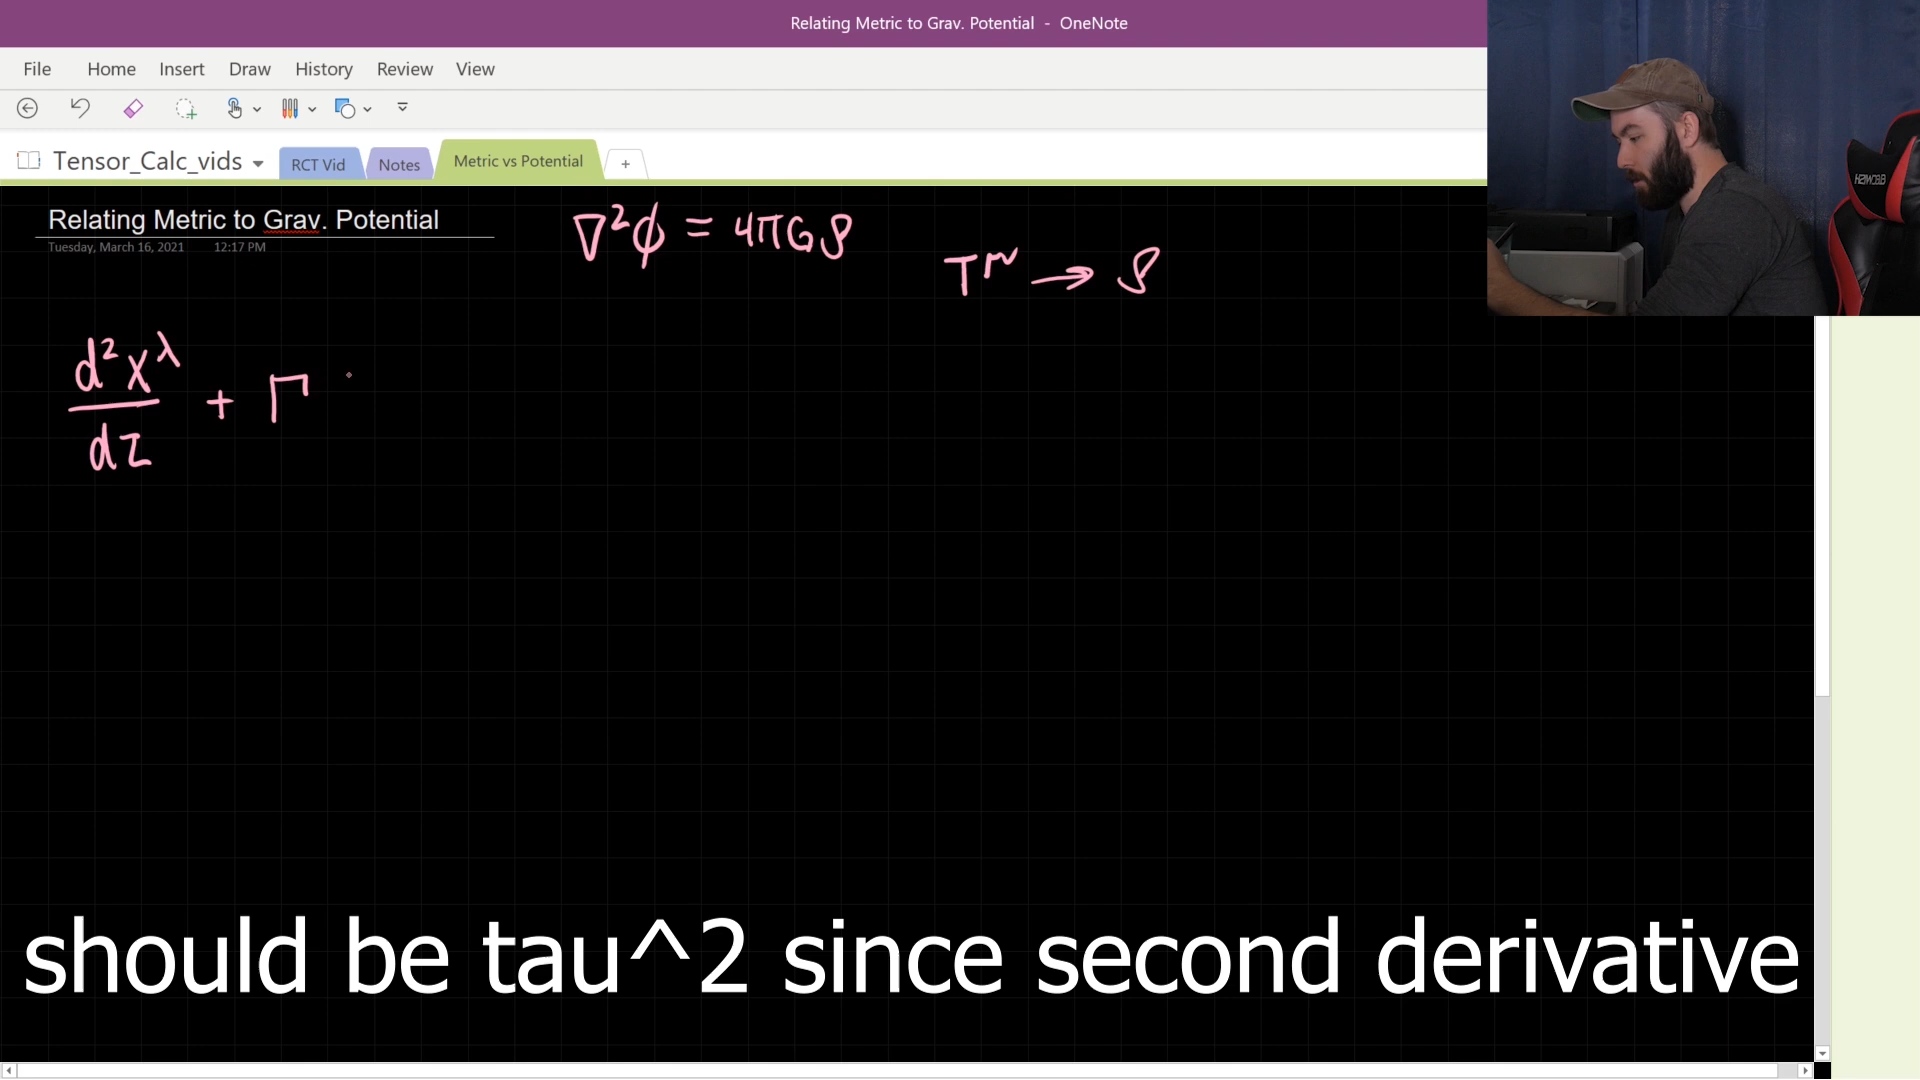 Relating Metric to Grav. Potential - OneNote
File Home Insert Draw History Review View
Tensor_Calc_vids RCT Vid Notes Metric vs Potential +
Relating Metric to Grav. Potential
Tuesday, March 16, 2021 12:17 PM
∇²φ = 4πGρ
T^μν → ρ
d²x^λ
dτ
+ Γ
should be tau^2 since second derivative